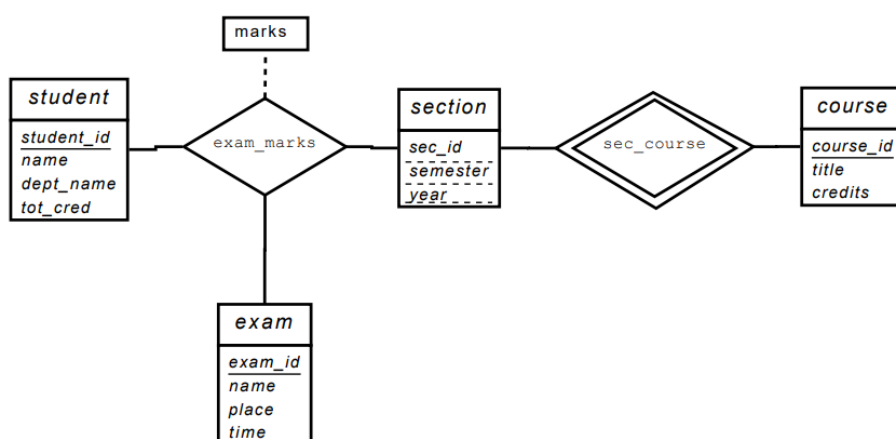 marks
student
student_id
name
dept_name
tot_cred
exam_marks
section
sec_id
semester
year
sec_course
course
course_id
title
credits
exam
exam_id
name
place
time